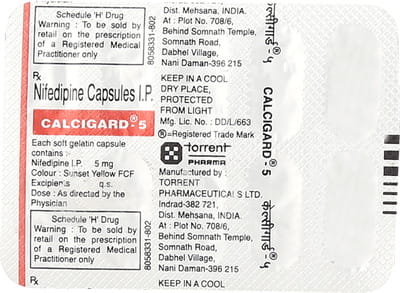 Schedule 'H' Drug
Warning : To be sold by
retail on the prescription
of a Registered Medical
Practitioner only
8058331-802
Dist. Mehsana, INDIA.
At : Plot No. 708/6,
Behind Somnath Temple,
Somnath Road,
Dabhel Village,
Nani Daman-396 215
केल्सीगार्ड® ५
Rx
Nifedipine Capsules I.P.
CALCIGARD®- 5
Each soft gelatin capsule
contains :-
Nifedipine I.P. 5 mg
Colour : Sunset Yellow FCF
Excipients q.s.
Dose : As directed by the
Physician
KEEP IN A COOL
DRY PLACE,
PROTECTED
FROM LIGHT
Mfg. Lic. No. : DD/L/663
®=Registered Trade Mark
torrent
PHARMA
Manufactured by :
TORRENT
PHARMACEUTICALS LTD.
Indrad-382 721,
Dist. Mehsana, INDIA.
At : Plot No. 708/6,
Behind Somnath Temple,
Somnath Road,
Dabhel Village,
Nani Daman-396 215
CALCIGARD®- 5
केल्सीगार्ड®- ५
Schedule 'H' Drug
Warning : To be sold by
retail on the prescription
of a Registered Medical
Practitioner only
8058331-802
Rx
KEEP IN A COOL